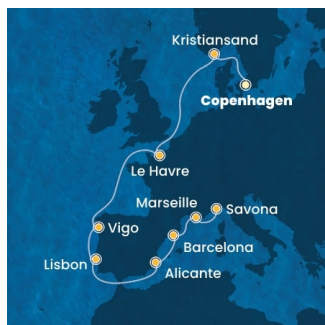 Kristiansand
Copenhagen
Le Havre
Marseille
Savona
Vigo
Barcelona
Lisbon
Alicante